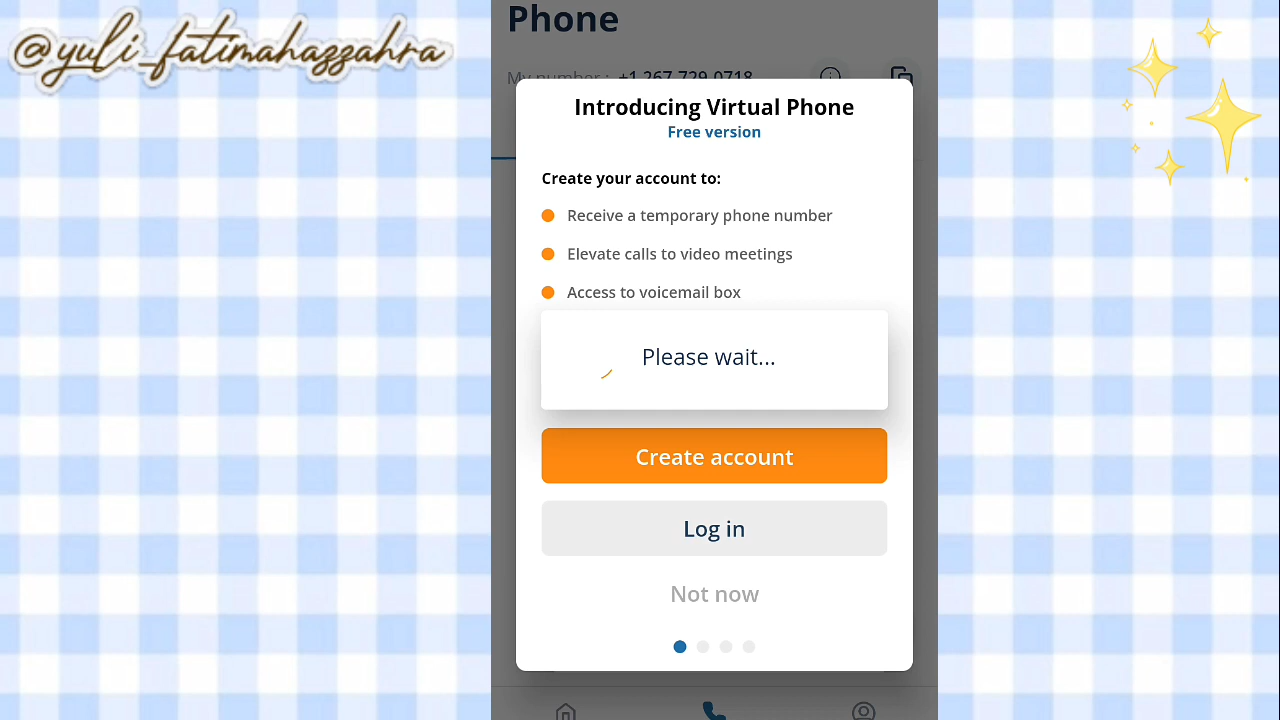 @yuli_fatimahazzahra
Phone
My number : +1 267-729-0718
Introducing Virtual Phone
Free version
Create your account to:
Receive a temporary phone number
Elevate calls to video meetings
Access to voicemail box
Please wait...
Create account
Log in
Not now